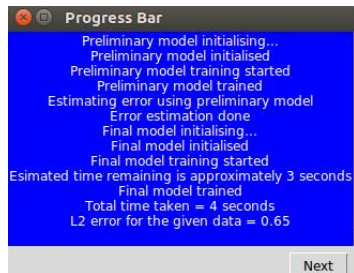 Progress Bar
Preliminary model initialising...
Preliminary model initialised
Preliminary model training started
Preliminary model trained
Estimating error using preliminary model
Error estimation done
Final model initialising...
Final model initialised
Final model training started
Esimated time remaining is approximately 3 seconds
Final model trained
Total time taken = 4 seconds
L2 error for the given data = 0.65
Next